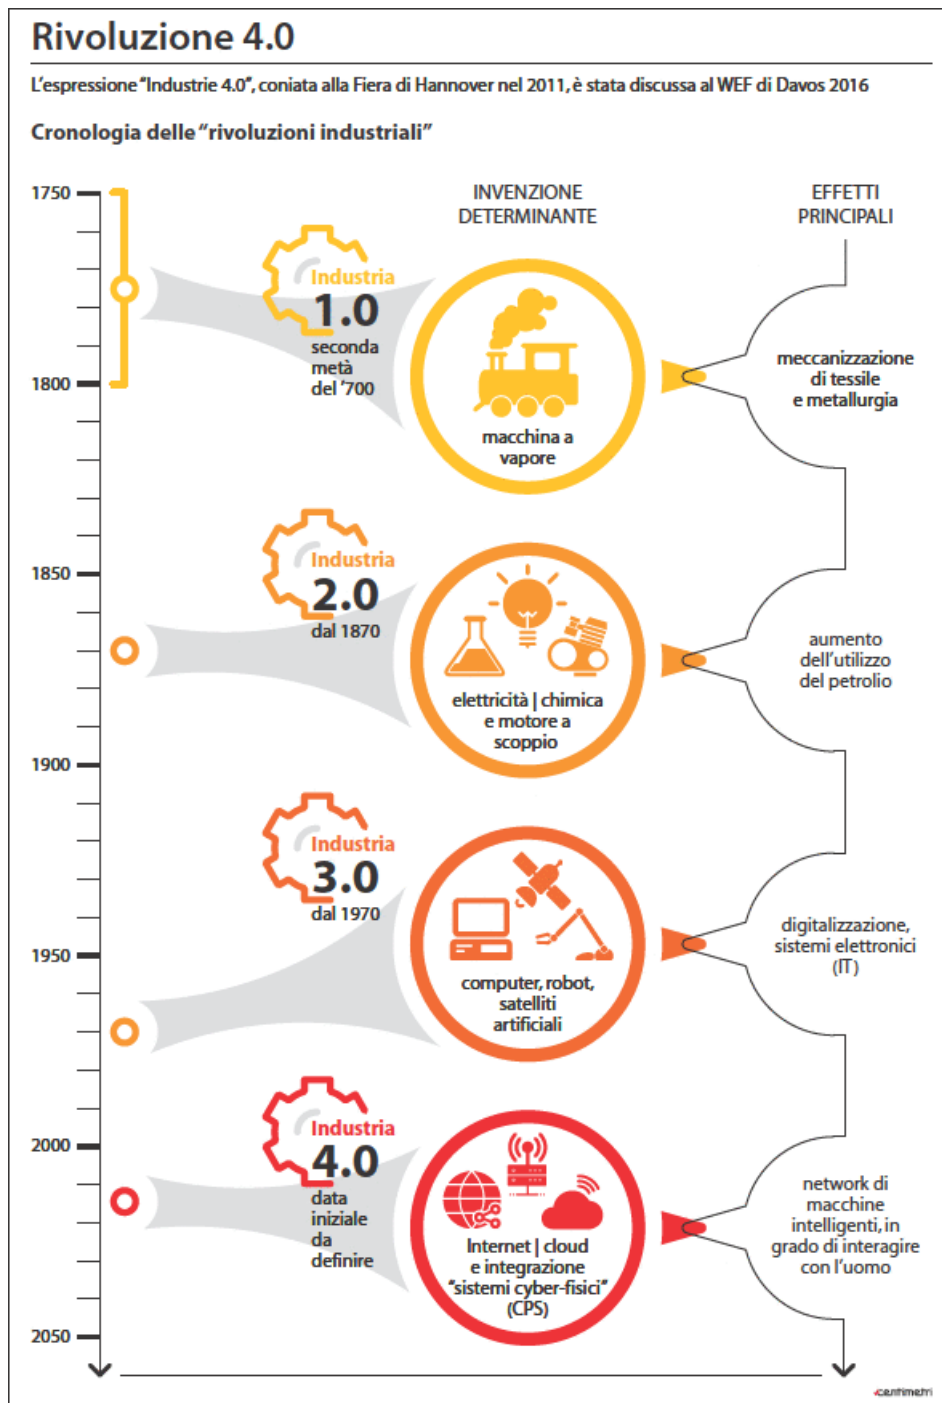 Rivoluzione 4.0
L'espressione "Industrie 4.0", coniata alla Fiera di Hannover nel 2011, è stata discussa al WEF di Davos 2016
Cronologia delle "rivoluzioni industriali"
INVENZIONE
DETERMINANTE
EFFETTI
PRINCIPALI
1750
Industria
1.0
seconda
metà
del '700
macchina a
vapore
meccanizzazione
di tessile
e metallurgia
1800
Industria
2.0
dal 1870
elettricità | chimica
e motore a
scoppio
aumento
dell'utilizzo
del petrolio
1850
1900
Industria
3.0
dal 1970
computer, robot,
satelliti
artificiali
digitalizzazione,
sistemi elettronici
(IT)
1950
2000
Industria
4.0
data
iniziale
da
definire
Internet | cloud
e integrazione
"sistemi cyber-fisici"
(CPS)
network di
macchine
intelligenti, in
grado di interagire
con l'uomo
2050
centimetri